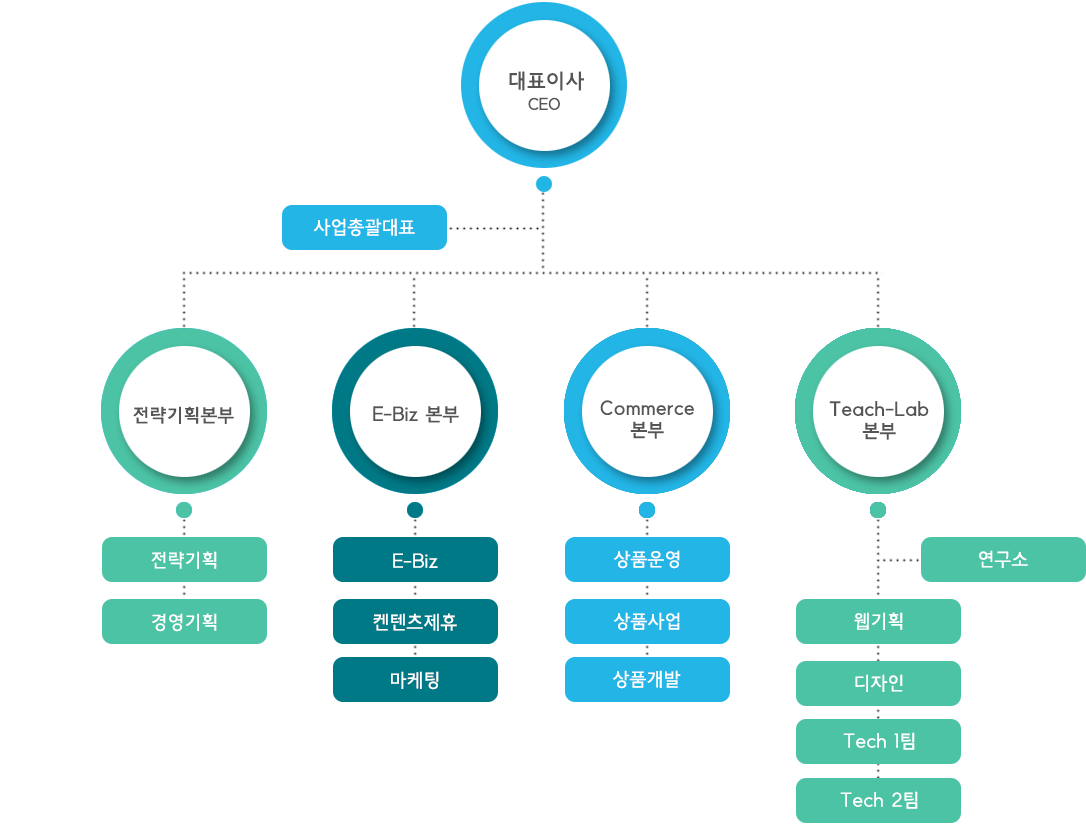 대표이사
CEO
사업총괄대표
전략기획본부
E-Biz 본부
Commerce
본부
Teach-Lab
본부
전략기획
경영기획
E-Biz
켄텐츠제휴
마케팅
상품운영
상품사업
상품개발
연구소
웹기획
디자인
Tech 1팀
Tech 2팀